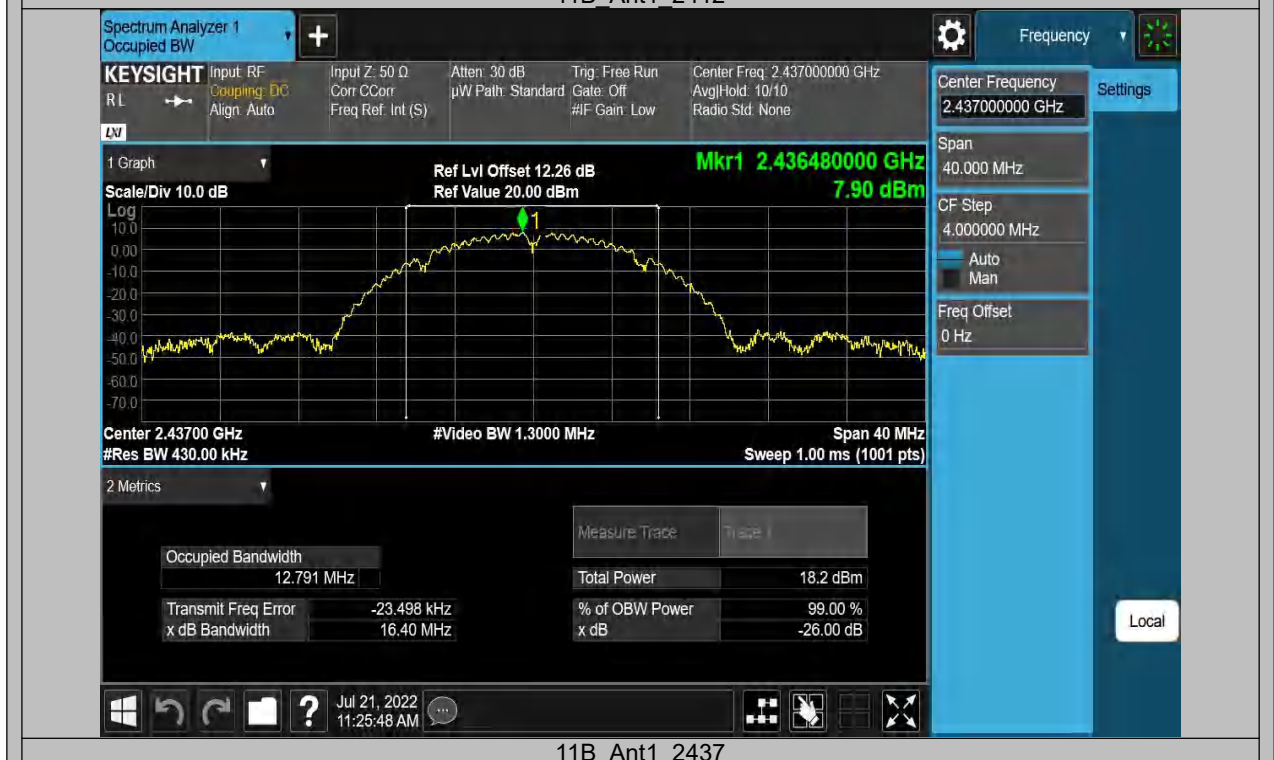 11B_Ant1_2412
Spectrum Analyzer 1
Occupied BW
+
Frequency
KEYSIGHT
RL
LXI
Input: RF
Coupling: DC
Align: Auto
Input Z: 50 Ω
Corr CCorr
Freq Ref: Int (S)
Atten: 30 dB
µW Path: Standard
Trig: Free Run
Gate: Off
#IF Gain: Low
Center Freq: 2.437000000 GHz
Avg|Hold: 10/10
Radio Std: None
Center Frequency
2.437000000 GHz
Settings
Span
40.000 MHz
CF Step
4.000000 MHz
Auto
Man
Freq Offset
0 Hz
Local
1 Graph
Scale/Div 10.0 dB
Ref Lvl Offset 12.26 dB
Ref Value 20.00 dBm
Mkr1 2.436480000 GHz
7.90 dBm
Log
10.0
0.00
-10.0
-20.0
-30.0
-40.0
-50.0
-60.0
-70.0
1
Center 2.43700 GHz
#Video BW 1.3000 MHz
Span 40 MHz
#Res BW 430.00 kHz
Sweep 1.00 ms (1001 pts)
2 Metrics
Measure Trace
Trace 1
Occupied Bandwidth
12.791 MHz
Total Power 18.2 dBm
Transmit Freq Error -23.498 kHz
% of OBW Power 99.00 %
x dB Bandwidth 16.40 MHz
x dB -26.00 dB
?
Jul 21, 2022
11:25:48 AM
11B_Ant1_2437